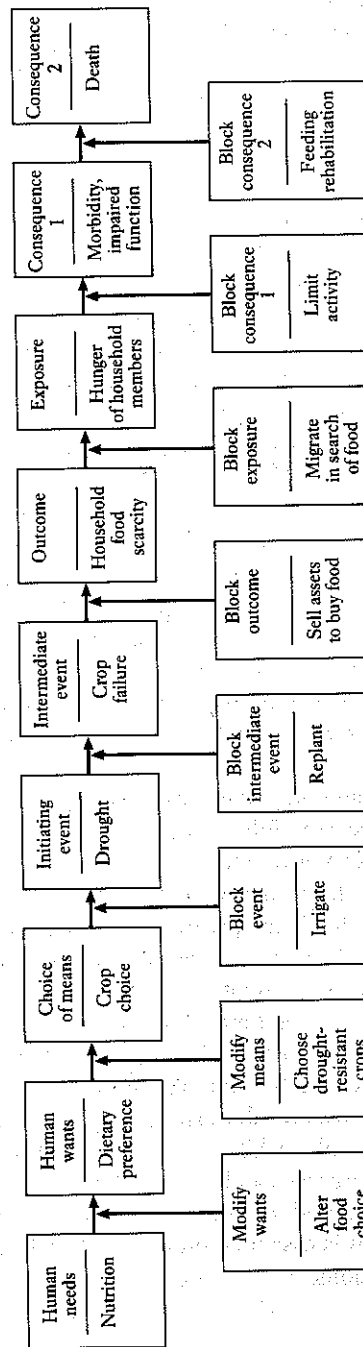 Human
needs
Nutrition
Human
wants
Dietary
preference
Choice
of means
Crop
choice
Initiating
event
Drought
Intermediate
event
Crop
failure
Outcome
Household
food
scarcity
Exposure
Hunger
of household
members
Consequence
1
Morbidity,
impaired
function
Consequence
2
Death
Modify
wants
Alter
food
choice
Modify
means
Choose
drought-
resistant
crops
Block
event
Irrigate
Block
intermediate
event
Replant
Block
outcome
Sell assets
to buy food
Block
exposure
Migrate
in search
of food
Block
consequence
1
Limit
activity
Block
consequence
2
Feeding
rehabilitation